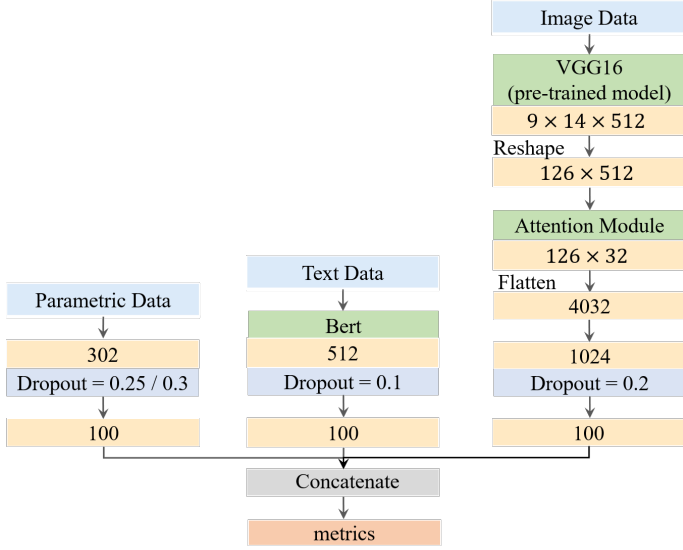 Image Data
VGG16
(pre-trained model)
9 × 14 × 512
Reshape
126 × 512
Attention Module
126 × 32
Flatten
4032
1024
Dropout = 0.2
100
Text Data
Bert
512
Dropout = 0.1
100
Parametric Data
302
Dropout = 0.25 / 0.3
100
Concatenate
metrics